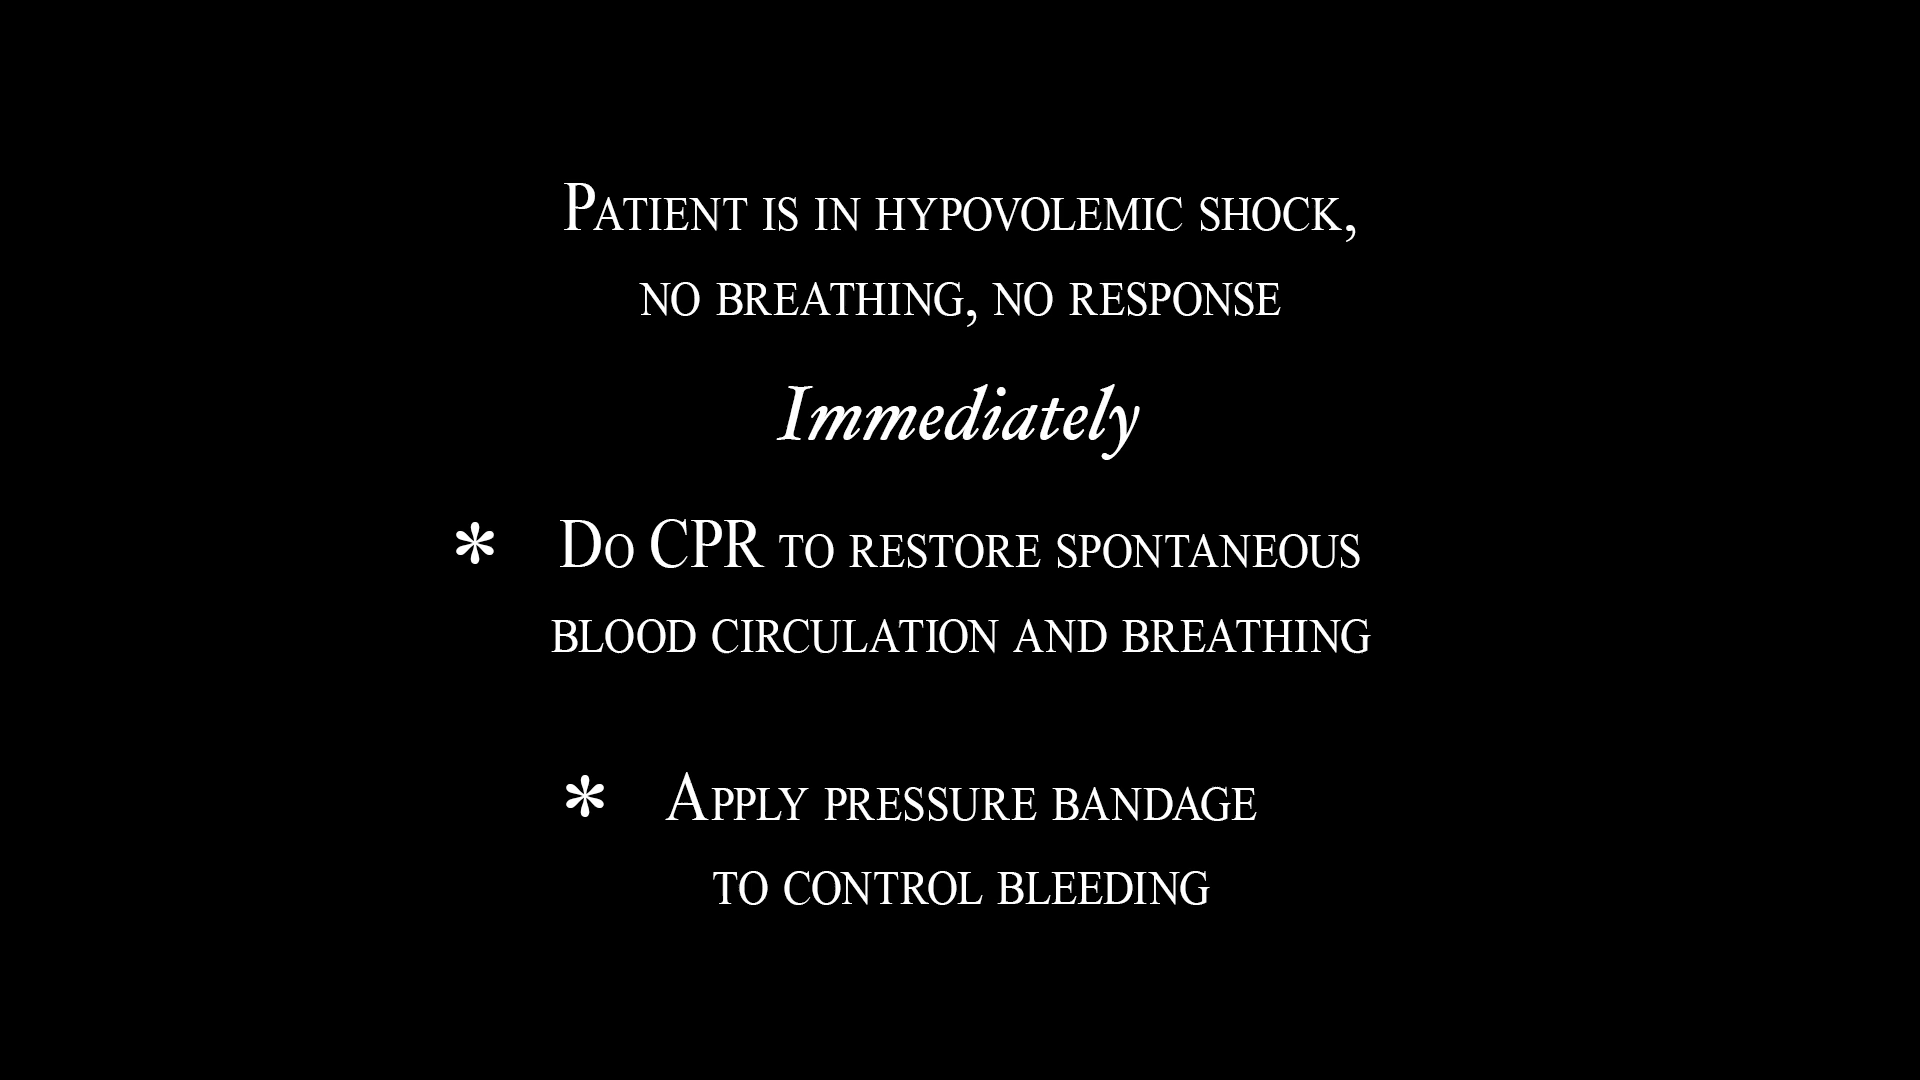 Patient is in hypovolemic shock,
no breathing, no response
Immediately
* Do CPR to restore spontaneous
blood circulation and breathing
* Apply pressure bandage
to control bleeding